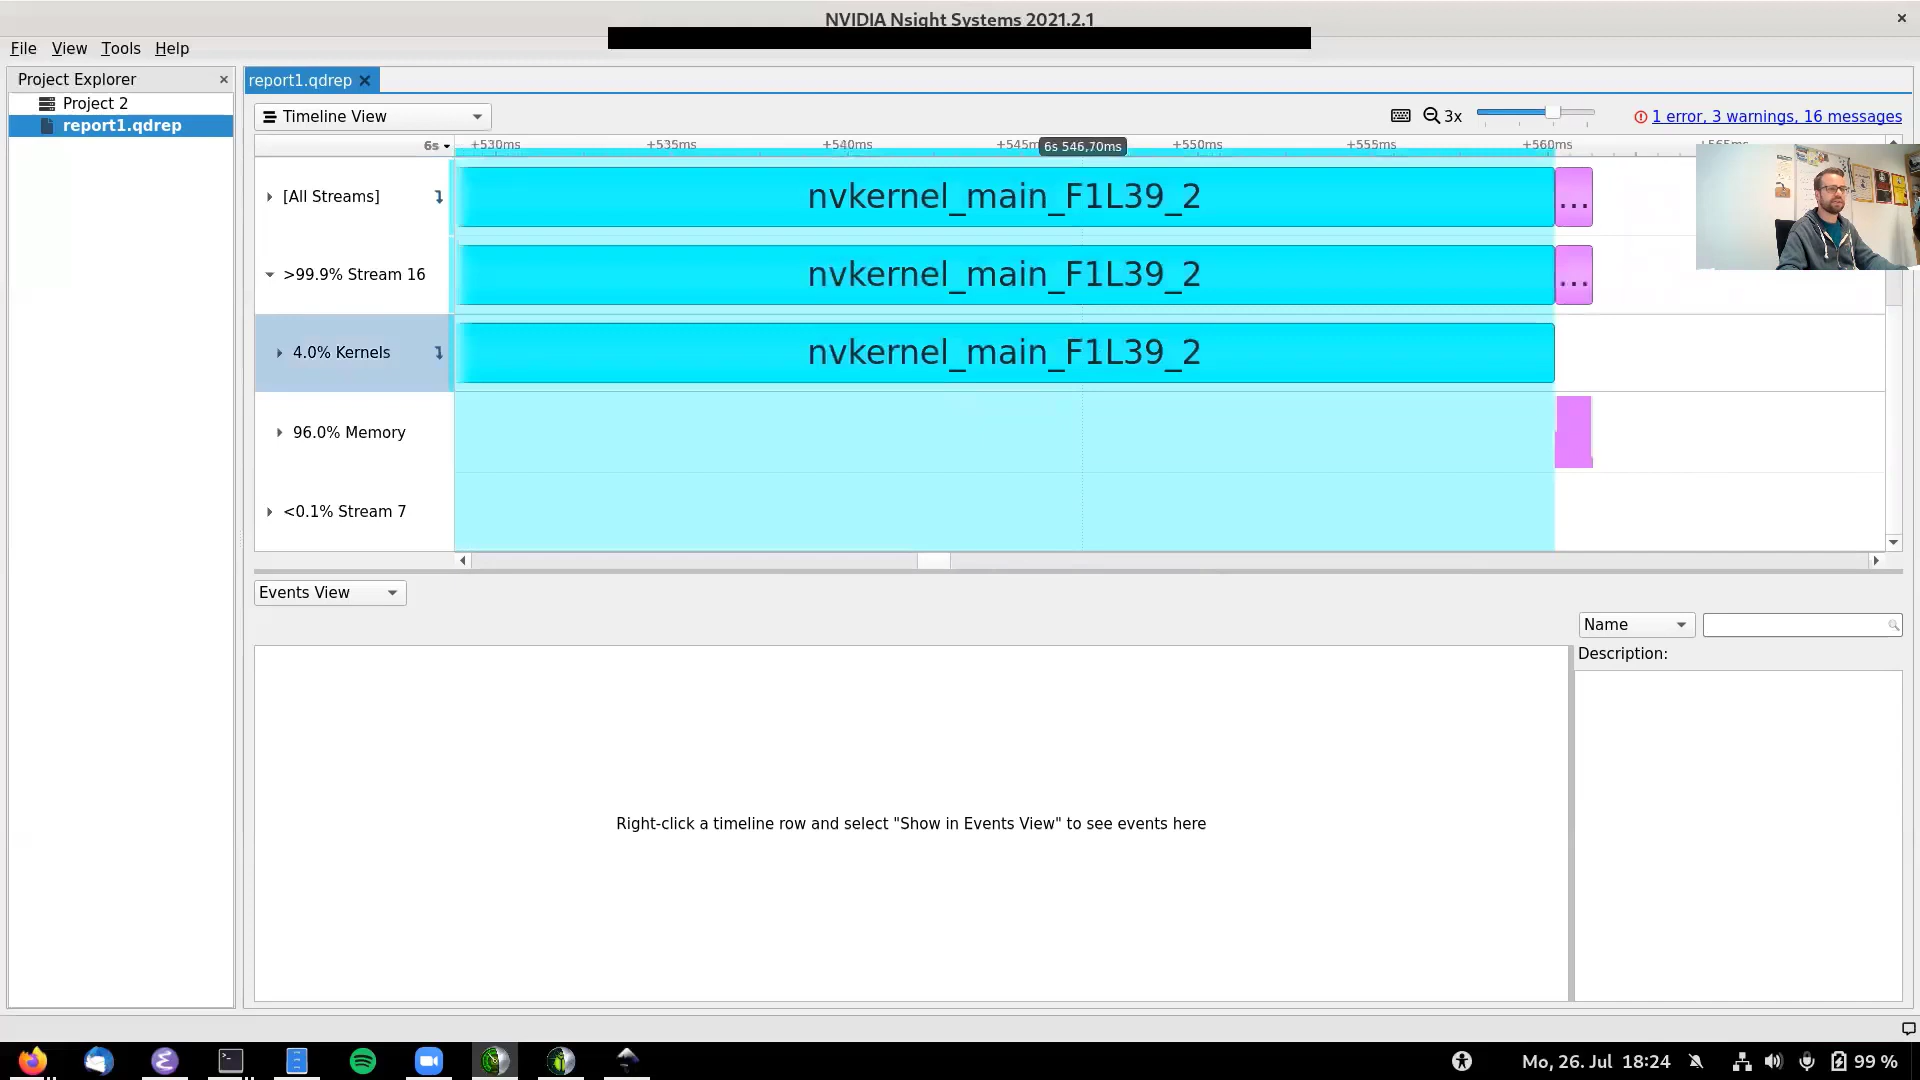 NVIDIA Nsight Systems 2021.2.1
File View Tools Help
Project Explorer
Project 2
report1.qdrep
report1.qdrep
Timeline View
3x
1 error, 3 warnings, 16 messages
6s
+530ms
+535ms
+540ms
+545m
6s 546,70ms
+550ms
+555ms
+560ms
+565ms
[All Streams]
nvkernel_main_F1L39_2
...
>99.9% Stream 16
nvkernel_main_F1L39_2
...
4.0% Kernels
nvkernel_main_F1L39_2
96.0% Memory
<0.1% Stream 7
Events View
Name
Description:
Right-click a timeline row and select "Show in Events View" to see events here
Mo, 26. Jul 18:24
99 %